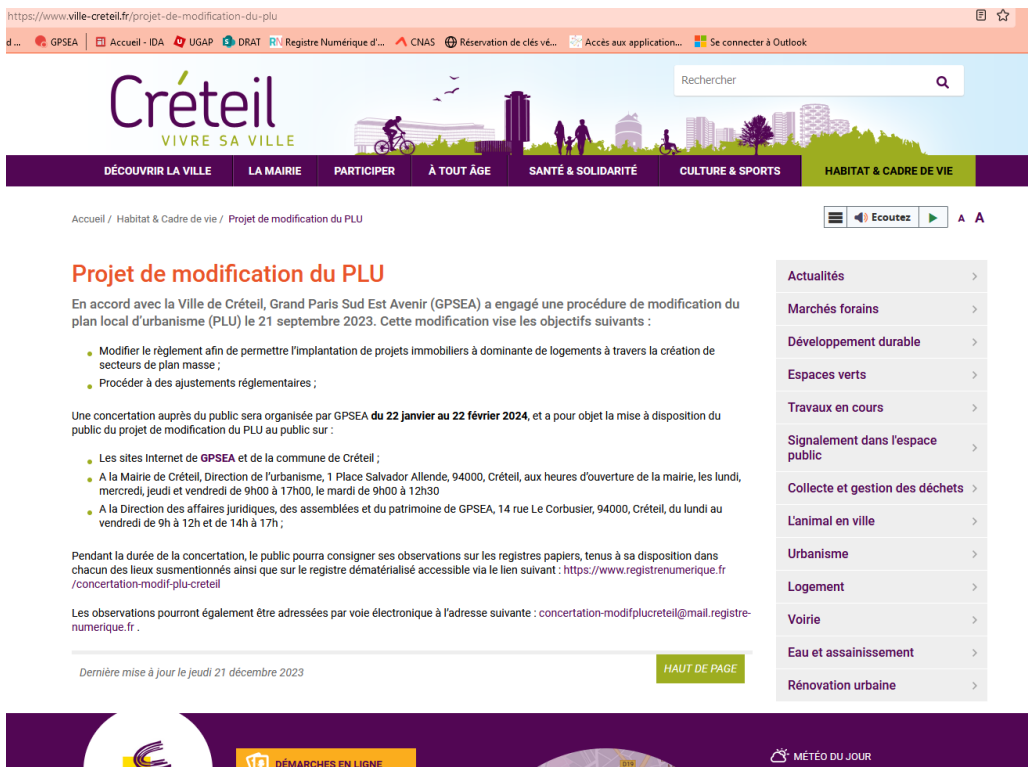 https://www.ville-creteil.fr/projet-de-modification-du-plu
d ... GPSEA Accueil - IDA UGAP DRAT Registre Numérique d'... CNAS Réservation de clés vé... Accès aux application... Se connecter à Outlook
Créteil
VIVRE SA VILLE
Rechercher
DÉCOUVRIR LA VILLE LA MAIRIE PARTICIPER À TOUT ÂGE SANTÉ & SOLIDARITÉ CULTURE & SPORTS HABITAT & CADRE DE VIE
Accueil / Habitat & Cadre de vie / Projet de modification du PLU
Ecoutez A A
Projet de modification du PLU
En accord avec la Ville de Créteil, Grand Paris Sud Est Avenir (GPSEA) a engagé une procédure de modification du
plan local d'urbanisme (PLU) le 21 septembre 2023. Cette modification vise les objectifs suivants :
Modifier le règlement afin de permettre l'implantation de projets immobiliers à dominante de logements à travers la création de
secteurs de plan masse ;
Procéder à des ajustements réglementaires ;
Une concertation auprès du public sera organisée par GPSEA du 22 janvier au 22 février 2024, et a pour objet la mise à disposition du
public du projet de modification du PLU au public sur :
Les sites Internet de GPSEA et de la commune de Créteil ;
A la Mairie de Créteil, Direction de l'urbanisme, 1 Place Salvador Allende, 94000, Créteil, aux heures d'ouverture de la mairie, les lundi,
mercredi, jeudi et vendredi de 9h00 à 17h00, le mardi de 9h00 à 12h30
A la Direction des affaires juridiques, des assemblées et du patrimoine de GPSEA, 14 rue Le Corbusier, 94000, Créteil, du lundi au
vendredi de 9h à 12h et de 14h à 17h ;
Pendant la durée de la concertation, le public pourra consigner ses observations sur les registres papiers, tenus à sa disposition dans
chacun des lieux susmentionnés ainsi que sur le registre dématérialisé accessible via le lien suivant : https://www.registrenumerique.fr
/concertation-modif-plu-creteil
Les observations pourront également être adressées par voie électronique à l'adresse suivante : concertation-modifplucreteil@mail.registre-
numerique.fr .
Dernière mise à jour le jeudi 21 décembre 2023
HAUT DE PAGE
Actualités
Marchés forains
Développement durable
Espaces verts
Travaux en cours
Signalement dans l'espace
public
Collecte et gestion des déchets
L'animal en ville
Urbanisme
Logement
Voirie
Eau et assainissement
Rénovation urbaine
DÉMARCHES EN LIGNE
D19
MÉTÉO DU JOUR